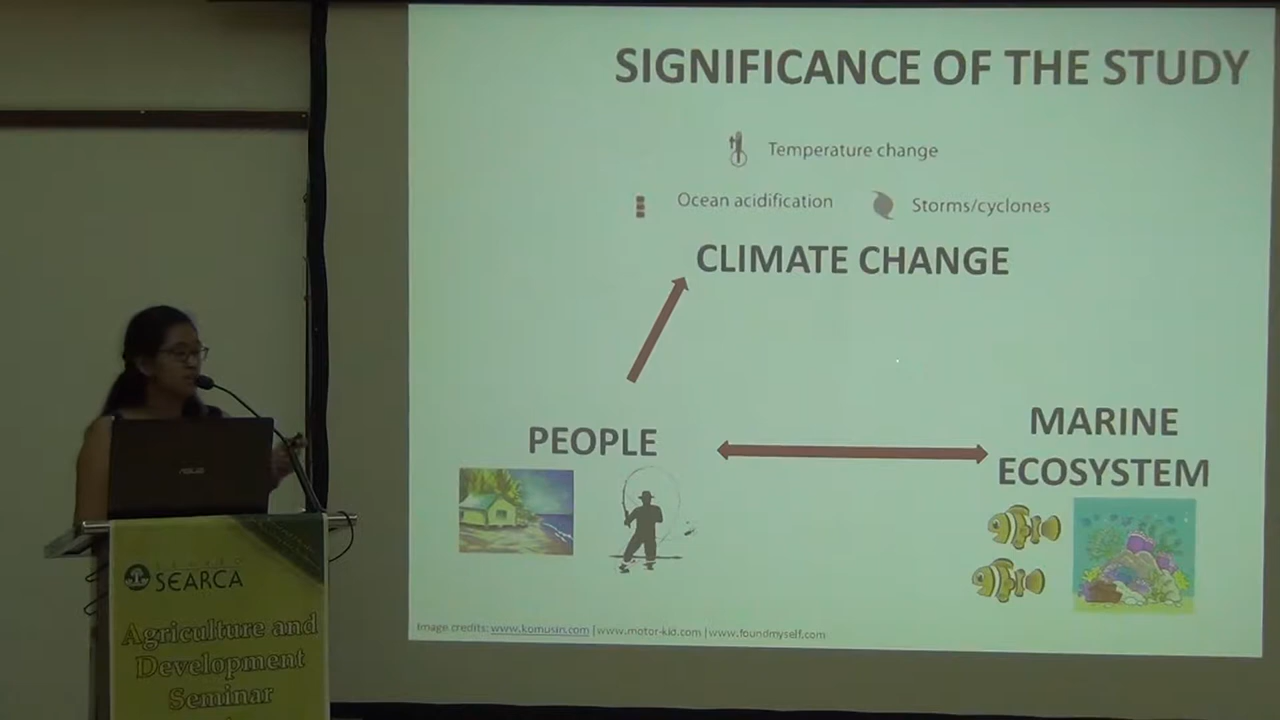 SIGNIFICANCE OF THE STUDY
Temperature change
Ocean acidification
Storms/cyclones
CLIMATE CHANGE
PEOPLE
MARINE
ECOSYSTEM
Image credits: www.komusin.com |www.motor-kid.com |www.foundmyself.com
ASUS
SEARCA
Agriculture and
Development
Seminar